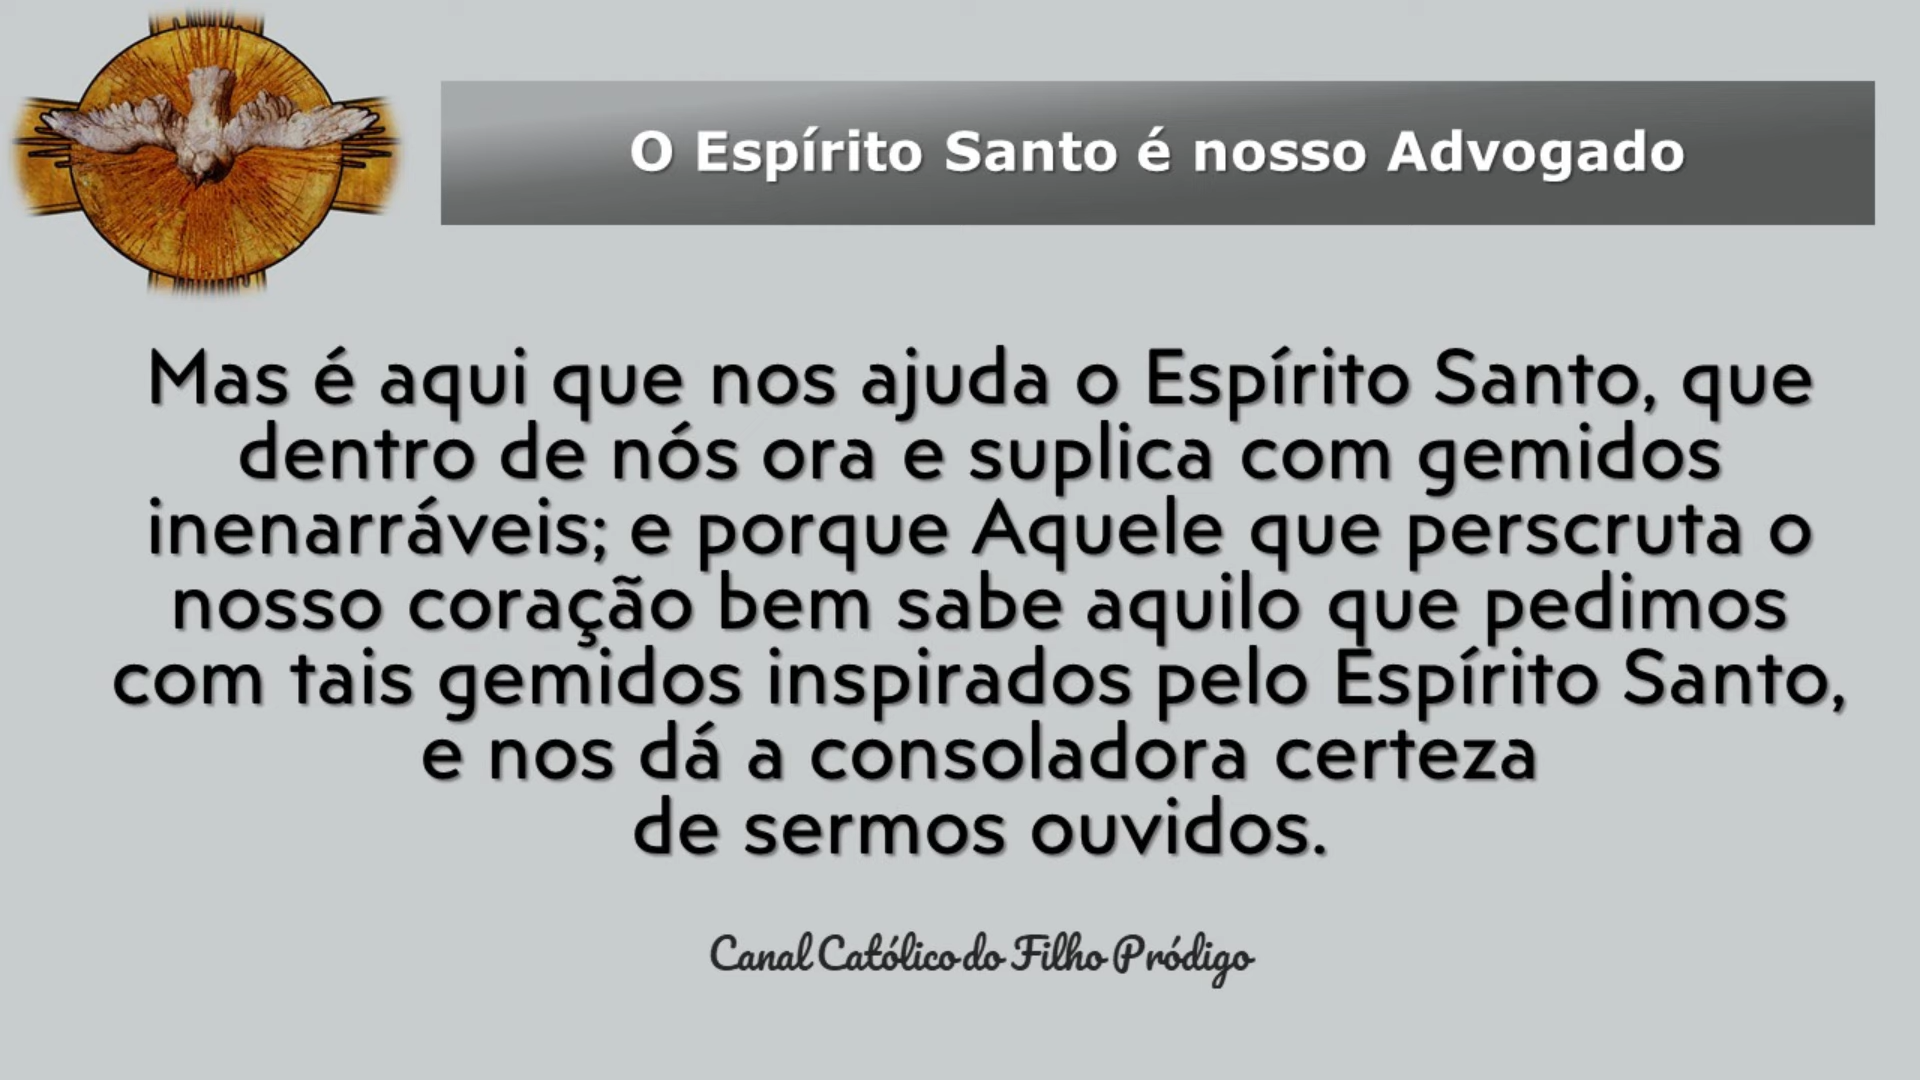 O Espírito Santo é nosso Advogado
Mas é aqui que nos ajuda o Espírito Santo, que
dentro de nós ora e suplica com gemidos
inenarráveis; e porque Aquele que perscruta o
nosso coração bem sabe aquilo que pedimos
com tais gemidos inspirados pelo Espírito Santo,
e nos dá a consoladora certeza
de sermos ouvidos.
Canal Católico do Filho Pródigo